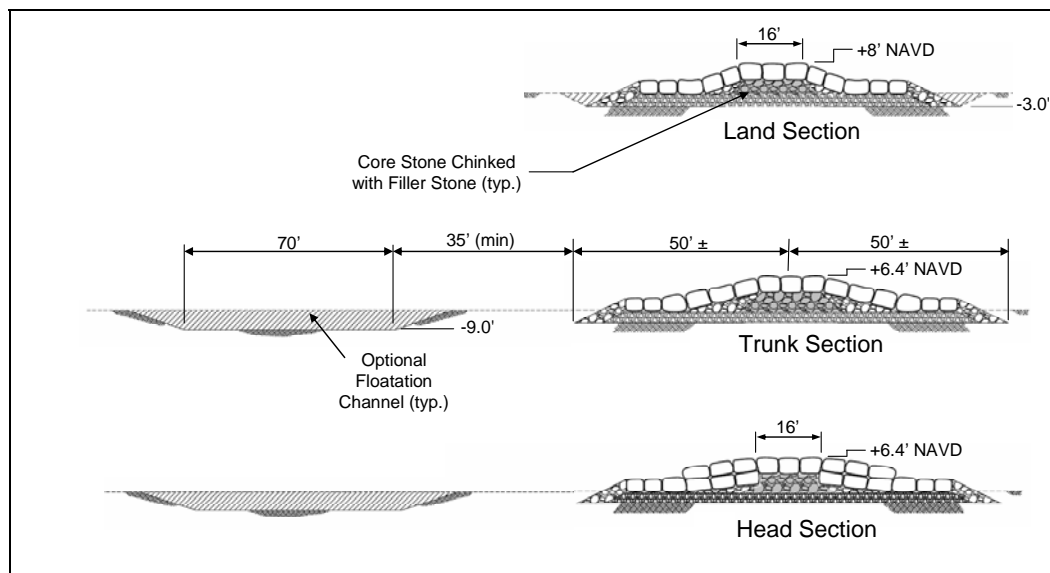 16'
+8' NAVD
-3.0'
Land Section
Core Stone Chinked
with Filler Stone (typ.)
70'
35' (min)
50' ±
50' ±
+6.4' NAVD
-9.0'
Trunk Section
Optional
Floatation
Channel (typ.)
16'
+6.4' NAVD
Head Section